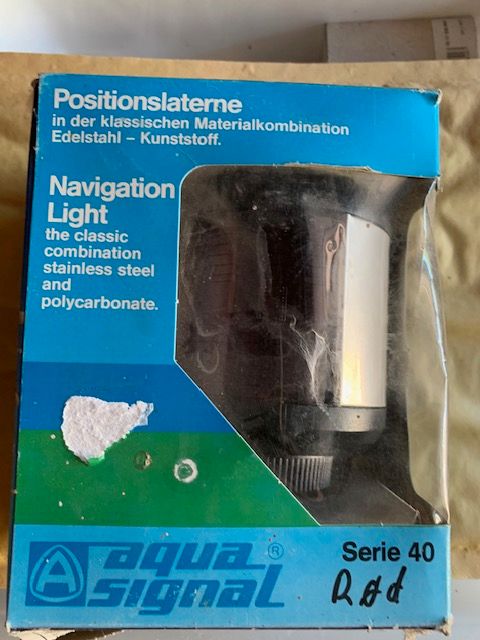 Positionslaterne
in der klassischen Materialkombination
Edelstahl – Kunststoff.
Navigation
Light
the classic
combination
stainless steel
and
polycarbonate.
aqua ®
signal
Serie 40
Rød